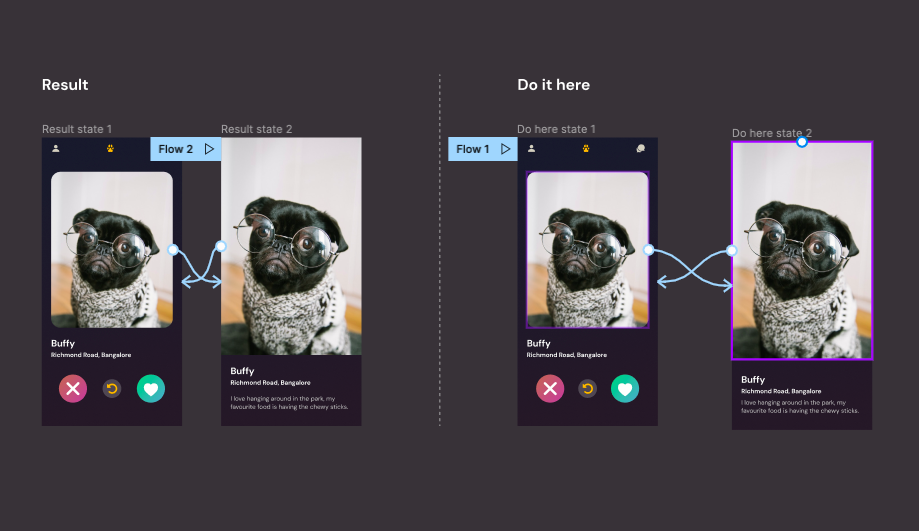 Result
Do it here
Result state 1
Flow 2
Result state 2
Buffy
Richmond Road, Bangalore
Buffy
Richmond Road, Bangalore
I love hanging around in the park, my
favourite food is having the chewy sticks.
Flow 1
Do here state 1
Do here state 2
Buffy
Richmond Road, Bangalore
Buffy
Richmond Road, Bangalore
I love hanging around in the park, my
favourite food is having the chewy sticks.